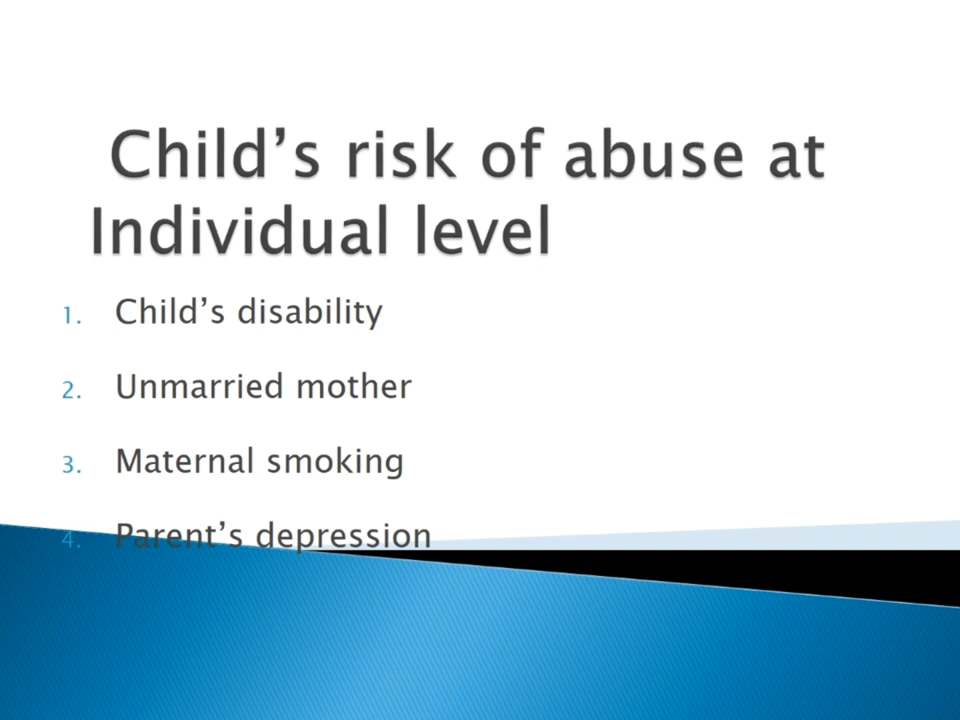 Child’s risk of abuse at
Individual level
1. Child’s disability
2. Unmarried mother
3. Maternal smoking
4. Parent’s depression